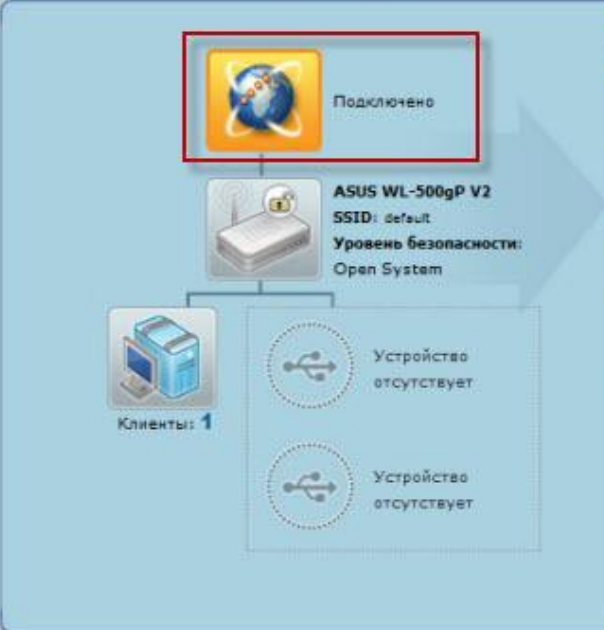 Подключено
ASUS WL-500gP V2
SSID: default
Уровень безопасности:
Open System
Устройство
отсутствует
Клиенты: 1
Устройство
отсутствует